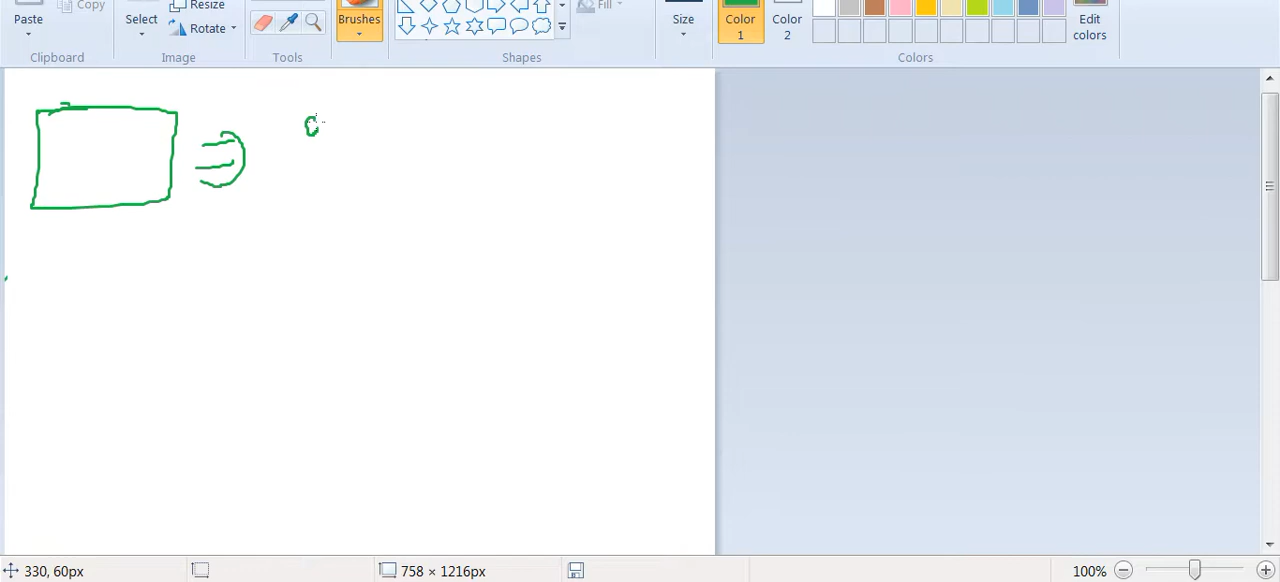 Paste
Copy
Select
Resize
Rotate
Brushes
Fill
Size
Color 1
Color 2
Edit colors
Clipboard
Image
Tools
Shapes
Colors
330, 60px
758 × 1216px
100%